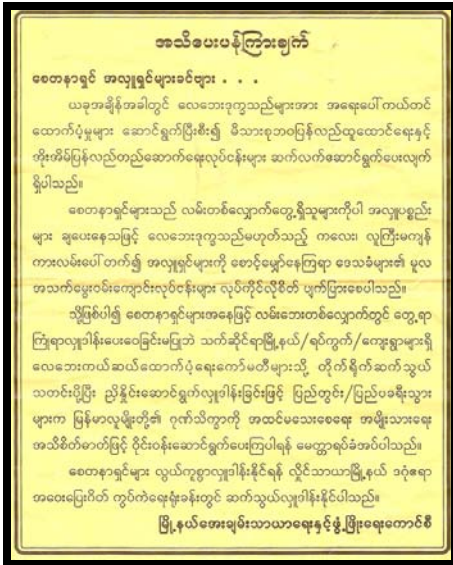 အသိပေးပန်ကြားချက်
စေတနာရှင် အလှူရှင်များခင်ဗျား . . .
ယခုအချိန်အခါတွင် လေဘေးဒုက္ခသည်များအား အရေးပေါ်ကယ်တင်
ထောက်ပံ့မှုများ ဆောင်ရွက်ပြီးစီး၍ မိသားစုဘဝပြန်လည်ထူထောင်ရေးနှင့်
အိုးအိမ်ပြန်လည်တည်ဆောက်ရေးလုပ်ငန်းများ ဆက်လက်ဆောင်ရွက်ပေးလျက်
ရှိပါသည်။
စေတနာရှင်များသည် လမ်းတစ်လျှောက်တွေ့ရှိသူများကိုပါ အလှူပစ္စည်း
များ ချပေးနေသဖြင့် လေဘေးဒုက္ခသည်မဟုတ်သည့် ကလေး၊ လူကြီးမကျန်
ကားလမ်းပေါ်တက်၍ အလှူရှင်များကို စောင့်မျှော်နေကြရာ ဒေသခံများ၏ မူလ
အသက်မွေးဝမ်းကျောင်းလုပ်ငန်းများ လုပ်ကိုင်လိုစိတ် ပျက်ပြားစေပါသည်။
သို့ဖြစ်ပါ၍ စေတနာရှင်များအနေဖြင့် လမ်းဘေးတစ်လျှောက်တွင် တွေ့ရာ
ကြုံရာလှူဒါန်းပေးဝေခြင်းမပြုဘဲ သက်ဆိုင်ရာမြို့နယ်/ရပ်ကွက်/ကျေးရွာများရှိ
လေဘေးကယ်ဆယ်ထောက်ပံ့ရေးကော်မတီများသို့ တိုက်ရိုက်ဆက်သွယ်
သတင်းပို့ပြီး ညှိနှိုင်းဆောင်ရွက်လှူဒါန်းခြင်းဖြင့် ပြည်တွင်း/ပြည်ပခရီးသွား
များက မြန်မာလူမျိုးတို့၏ ဂုဏ်သိက္ခာကို အထင်မသေးစေရေး အမျိုးသားရေး
အသိစိတ်ဓာတ်ဖြင့် ဝိုင်းဝန်းဆောင်ရွက်ပေးကြပါရန် မေတ္တာရပ်ခံအပ်ပါသည်။
စေတနာရှင်များ လွယ်ကူစွာလှူဒါန်းနိုင်ရန် လှိုင်သာယာမြို့နယ် ဒဂုံဧရာ
အဝေးပြေးဂိတ် ကွပ်ကဲရေးရုံးခန်းတွင် ဆက်သွယ်လှူဒါန်းနိုင်ပါသည်။
မြို့နယ်အေးချမ်းသာယာရေးနှင့်ဖွံ့ဖြိုးရေးကောင်စီ